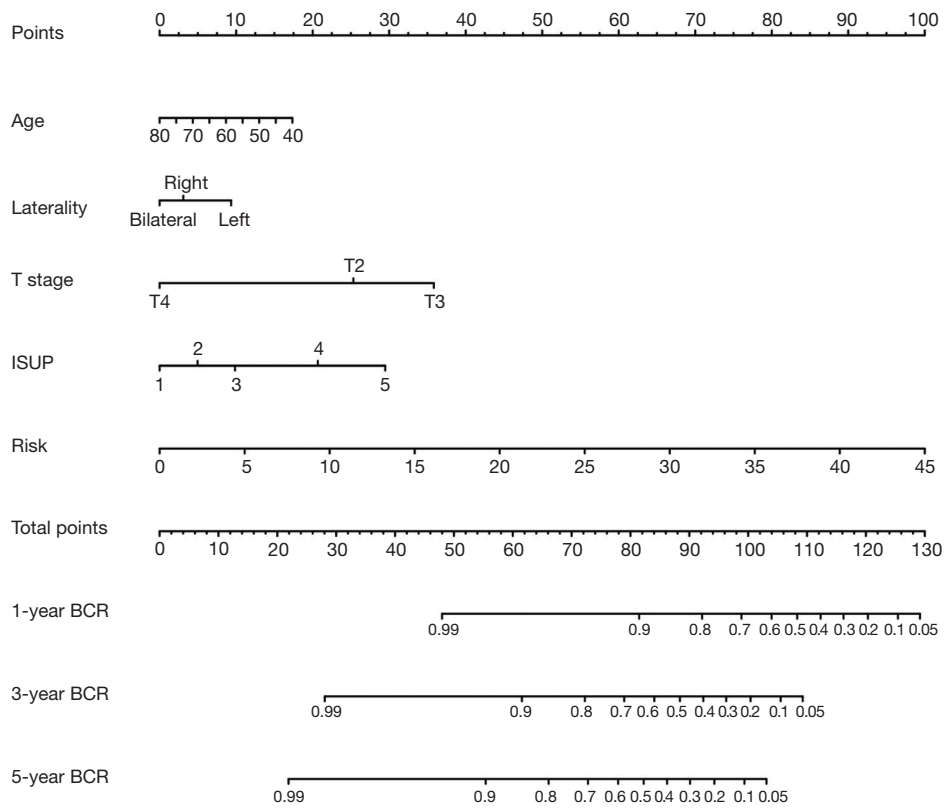 Points 0 10 20 30 40 50 60 70 80 90 100
Age
80 70 60 50 40
Right
Laterality
Bilateral Left
T2
T stage
T4 T3
2 4
ISUP
1 3 5
Risk
0 5 10 15 20 25 30 35 40 45
Total points
0 10 20 30 40 50 60 70 80 90 100 110 120 130
1-year BCR
0.99 0.9 0.8 0.7 0.6 0.5 0.4 0.3 0.2 0.1 0.05
3-year BCR
0.99 0.9 0.8 0.7 0.6 0.5 0.4 0.3 0.2 0.1 0.05
5-year BCR
0.99 0.9 0.8 0.7 0.6 0.5 0.4 0.3 0.2 0.1 0.05